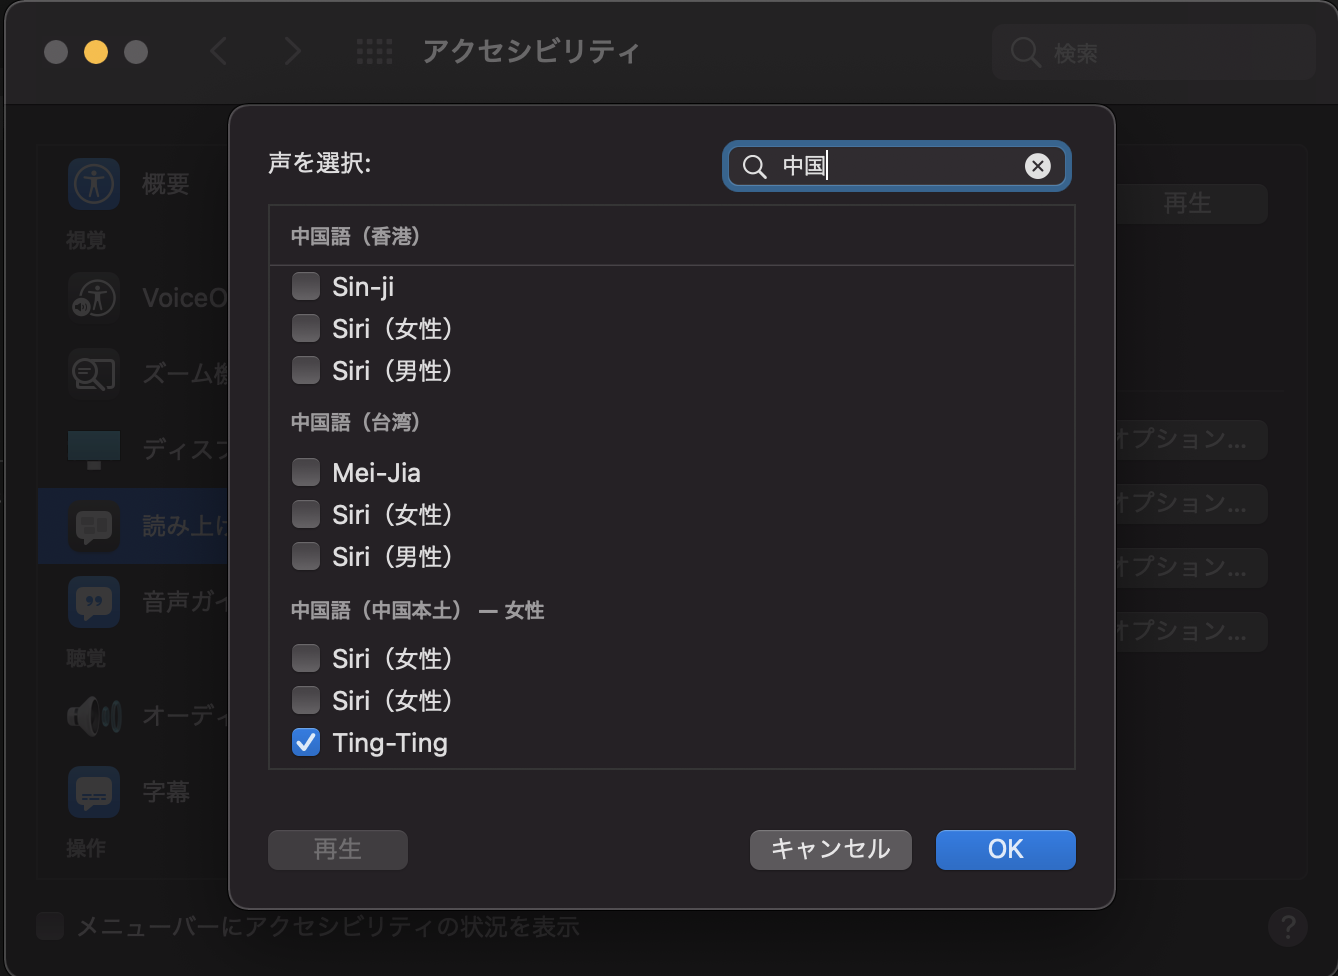 アクセシビリティ
検索
声を選択:
中国
概要
再生
視覚
中国語（香港）
Sin-ji
VoiceO
Siri（女性）
Siri（男性）
ズーム機
中国語（台湾）
オプション...
ディスプ
Mei-Jia
オプション...
読み上げ
Siri（女性）
Siri（男性）
オプション...
音声ガイ
中国語（中国本土） — 女性
オプション...
聴覚
Siri（女性）
Siri（女性）
オーディ
Ting-Ting
字幕
操作
再生
キャンセル
OK
メニューバーにアクセシビリティの状況を表示
?